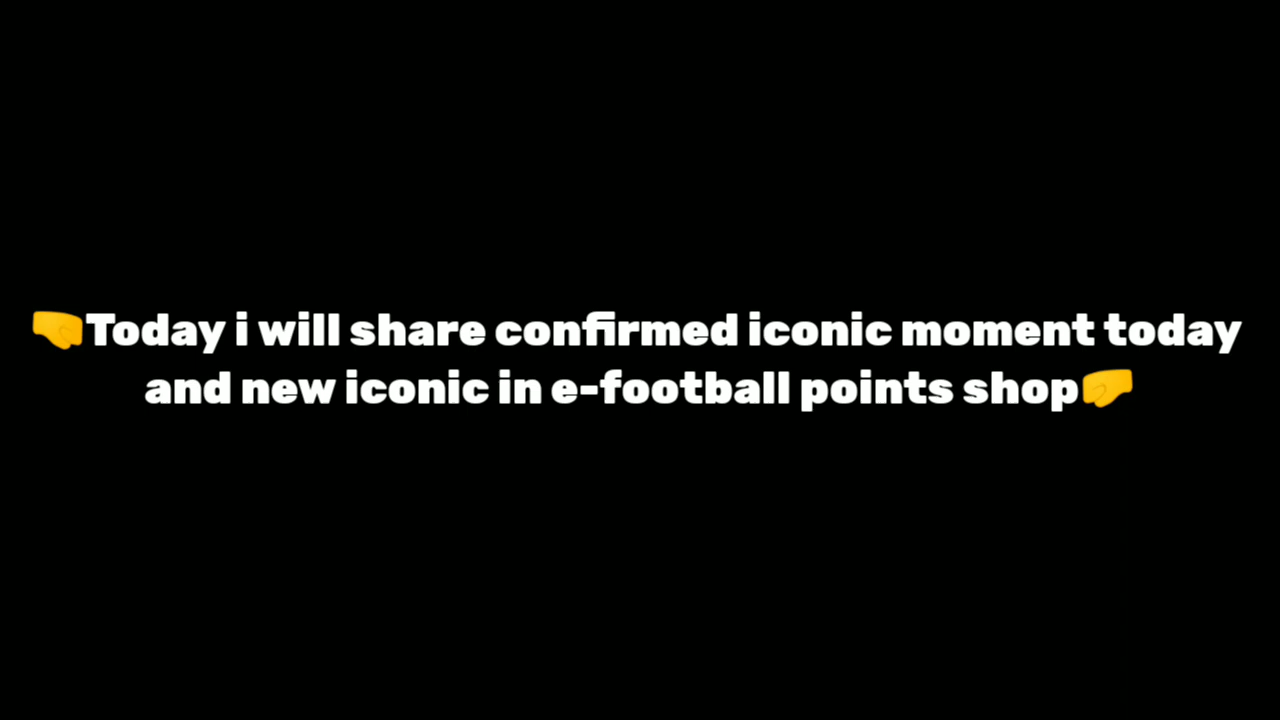 🤜Today i will share confirmed iconic moment today
and new iconic in e-football points shop🤛